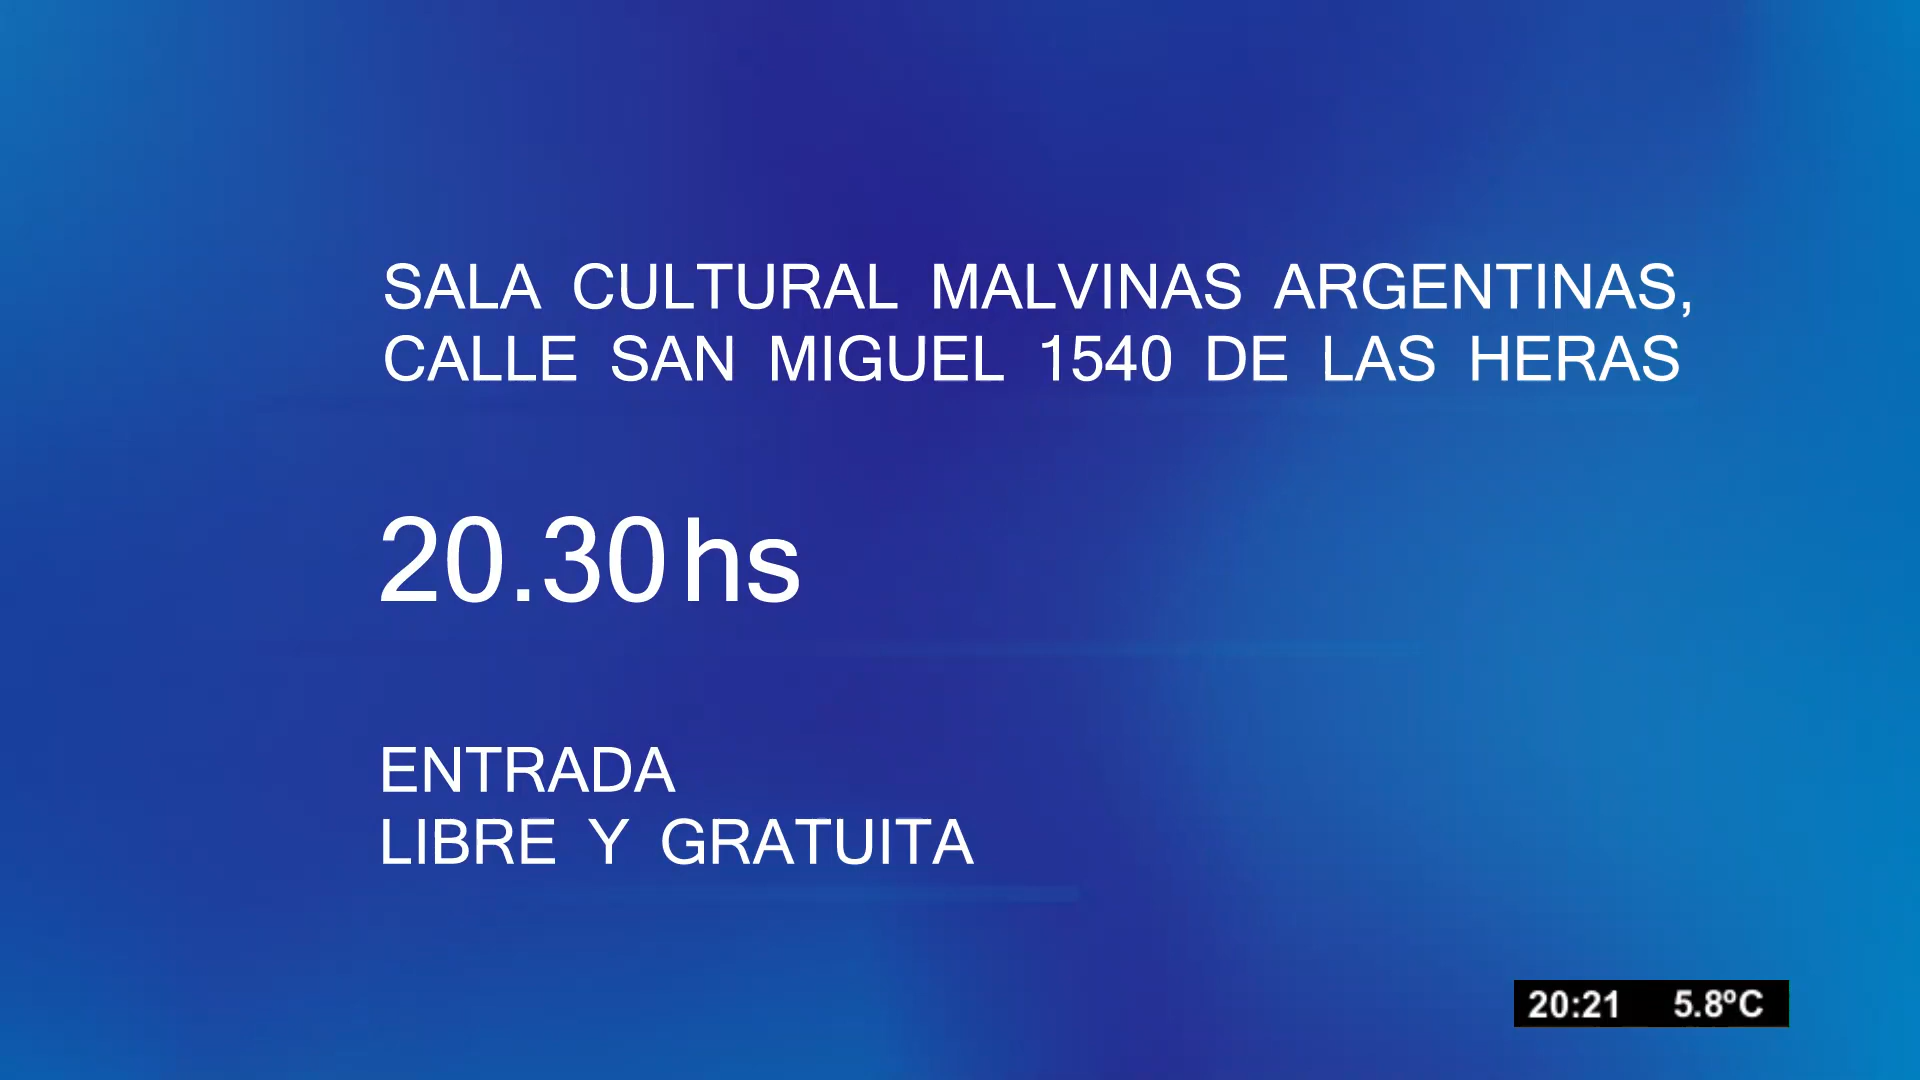 SALA CULTURAL MALVINAS ARGENTINAS,
CALLE SAN MIGUEL 1540 DE LAS HERAS
20.30 hs
ENTRADA
LIBRE Y GRATUITA
20:21 5.8ºC